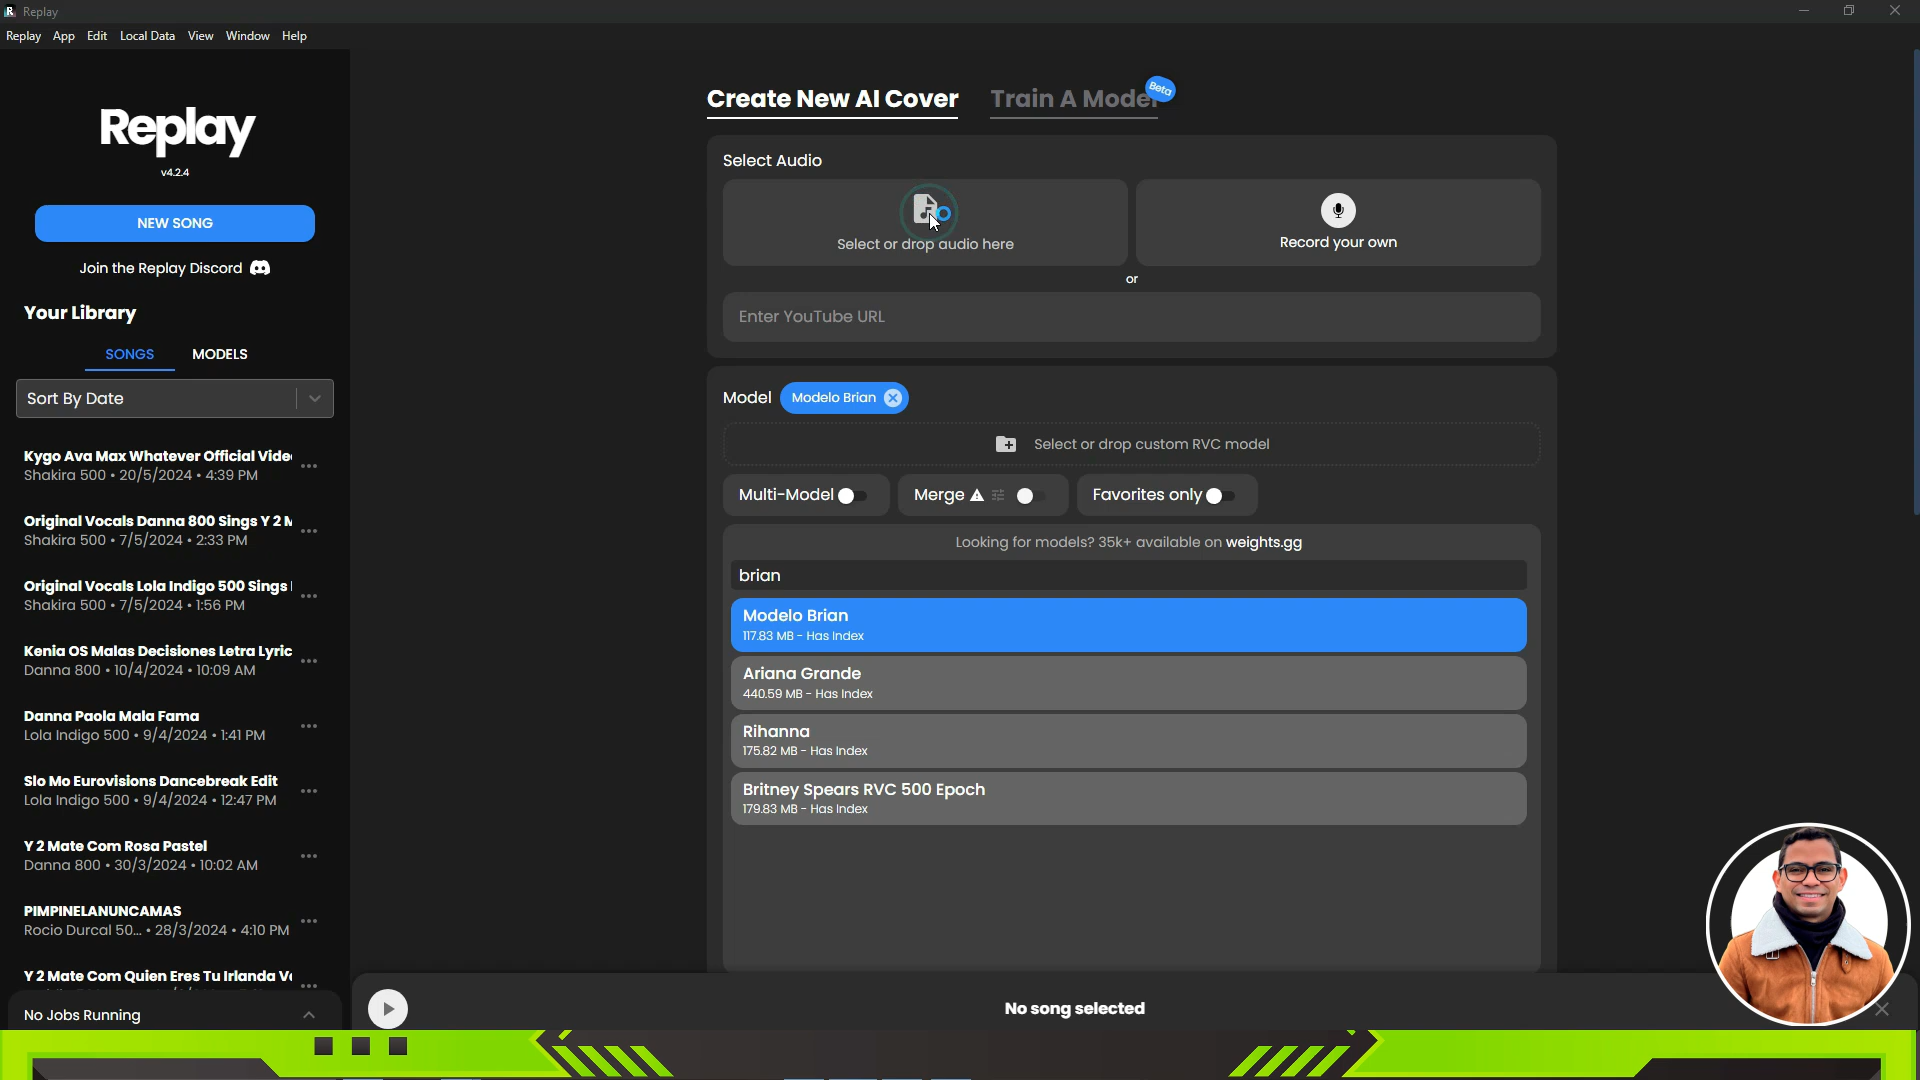 Replay
Replay App Edit Local Data View Window Help
Replay
v4.2.4
NEW SONG
Join the Replay Discord
Your Library
SONGS MODELS
Sort By Date
Kygo Ava Max Whatever Official Vide
Shakira 500 • 20/5/2024 • 4:39 PM
Original Vocals Danna 800 Sings Y 2 M
Shakira 500 • 7/5/2024 • 2:33 PM
Original Vocals Lola Indigo 500 Sings
Shakira 500 • 7/5/2024 • 1:56 PM
Kenia OS Malas Decisiones Letra Lyric
Danna 800 • 10/4/2024 • 10:09 AM
Danna Paola Mala Fama
Lola Indigo 500 • 9/4/2024 • 1:41 PM
Slo Mo Eurovisions Dancebreak Edit
Lola Indigo 500 • 9/4/2024 • 12:47 PM
Y 2 Mate Com Rosa Pastel
Danna 800 • 30/3/2024 • 10:02 AM
PIMPINELANUNCAMAS
Rocio Durcal 50... • 28/3/2024 • 4:10 PM
Y 2 Mate Com Quien Eres Tu Irlanda V
No Jobs Running
Create New AI Cover Train A Model Beta
Select Audio
Select or drop audio here
Record your own
or
Enter YouTube URL
Model Modelo Brian
Select or drop custom RVC model
Multi-Model Merge Favorites only
Looking for models? 35k+ available on weights.gg
brian
Modelo Brian
117.83 MB - Has Index
Ariana Grande
440.59 MB - Has Index
Rihanna
175.82 MB - Has Index
Britney Spears RVC 500 Epoch
179.83 MB - Has Index
No song selected